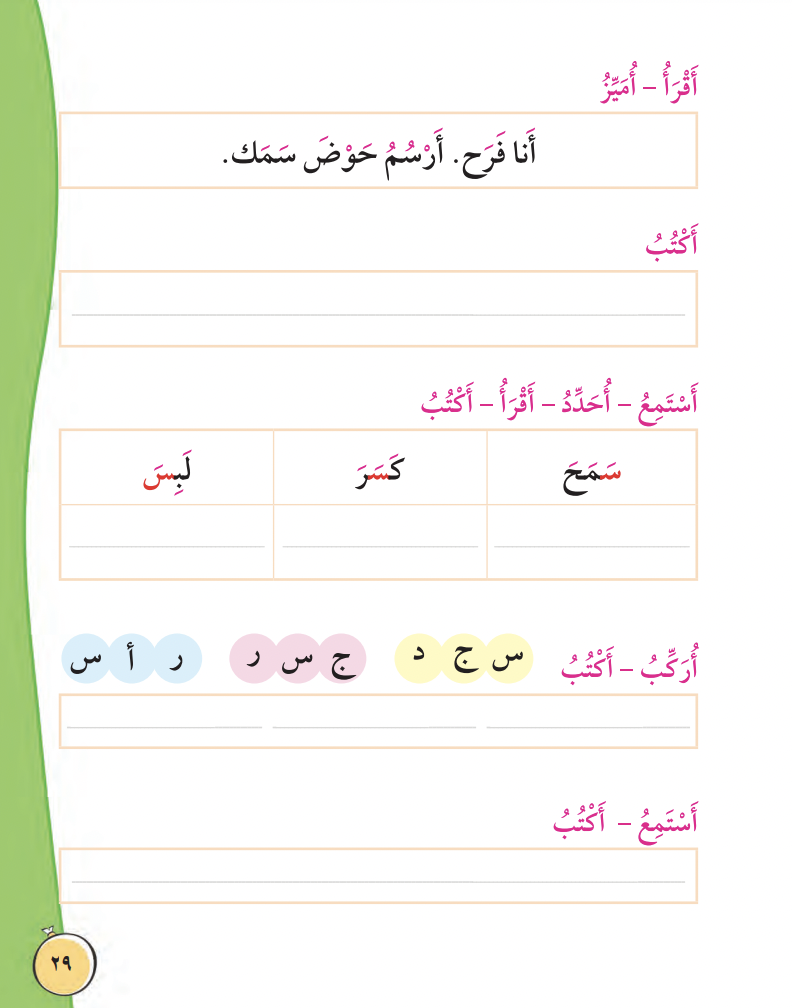 أَقْرَأُ – أُمَيِّزُ
أَنا فَرَح. أَرْسُمُ حَوْضَ سَمَك.
أَكْتُبُ
أَسْتَمِعُ – أُحَدِّدُ – أَقْرَأُ – أَكْتُبُ
سَمَحَ كَسَرَ لَبِسَ
أُرَكِّبُ – أَكْتُبُ س ج د ج س ر ر أ س
أَسْتَمِعُ – أَكْتُبُ
٢٩